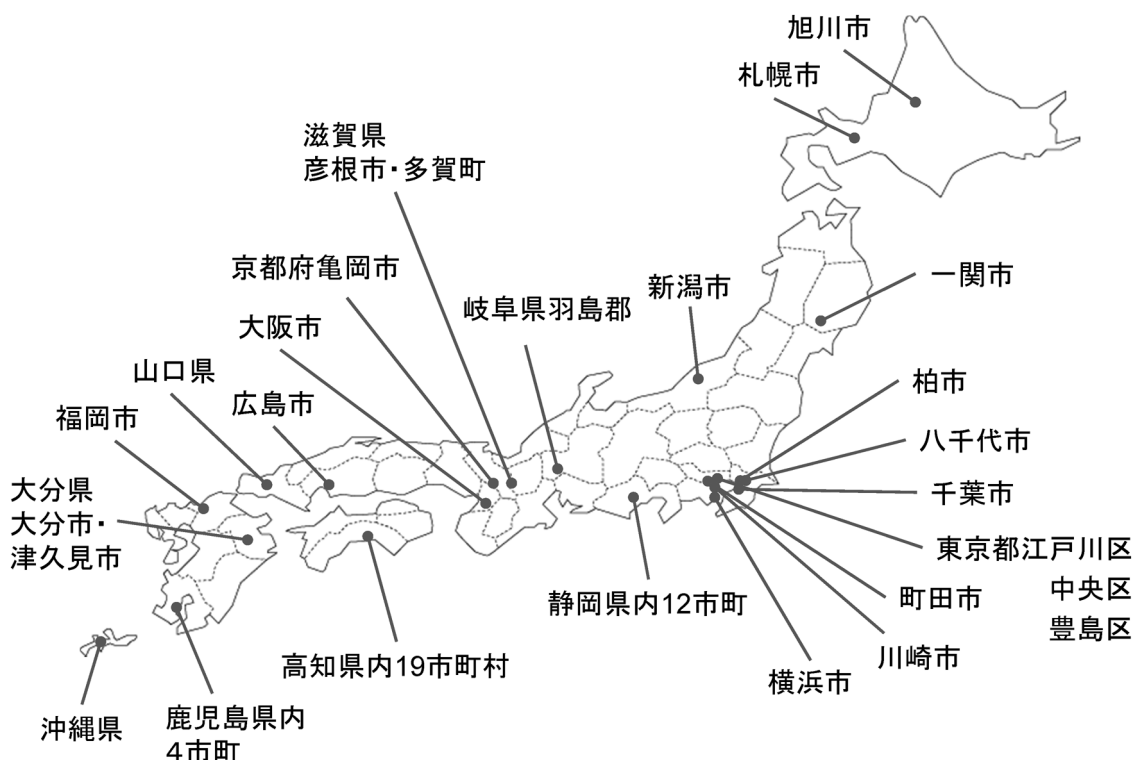 旭川市
札幌市
滋賀県
彦根市・多賀町
京都府亀岡市
岐阜県羽島郡
新潟市
一関市
大阪市
山口県
広島市
福岡市
柏市
八千代市
大分県
大分市・
津久見市
千葉市
東京都江戸川区
中央区
豊島区
町田市
静岡県内12市町
川崎市
横浜市
高知県内19市町村
沖縄県
鹿児島県内
4市町